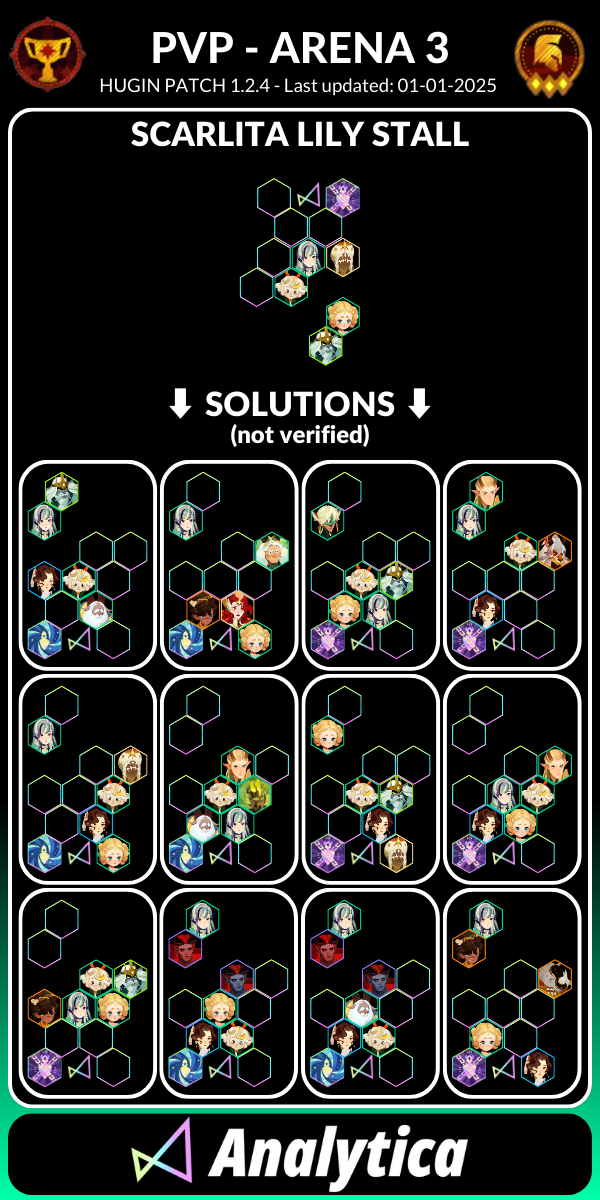 PVP - ARENA 3
HUGIN PATCH 1.2.4 - Last updated: 01-01-2025
SCARLITA LILY STALL
⬇ SOLUTIONS ⬇
(not verified)
Analytica